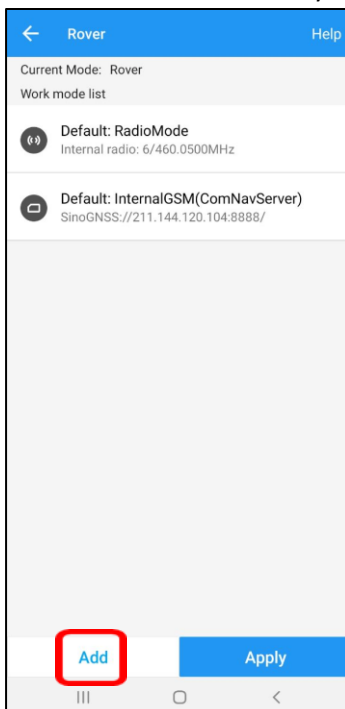 Rover Help
Current Mode: Rover
Work mode list
Default: RadioMode
Internal radio: 6/460.0500MHz
Default: InternalGSM(ComNavServer)
SinoGNSS://211.144.120.104:8888/
Add Apply